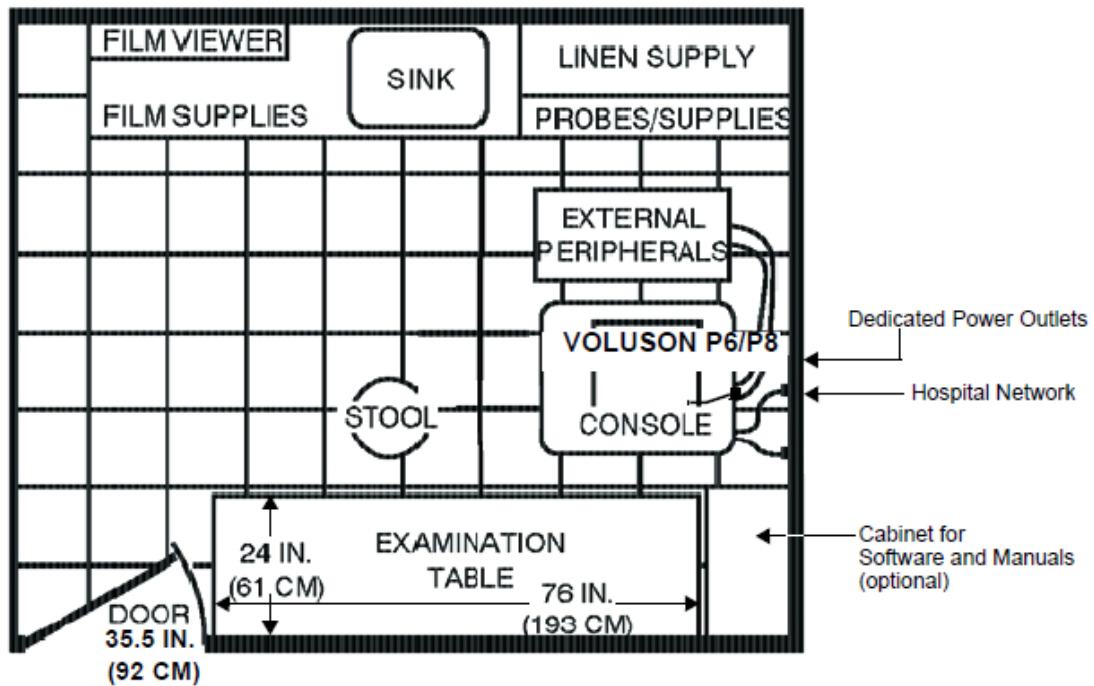 FILM VIEWER
SINK
LINEN SUPPLY
FILM SUPPLIES
PROBES/SUPPLIES
EXTERNAL
PERIPHERALS
Dedicated Power Outlets
VOLUSON P6/P8
Hospital Network
STOOL
CONSOLE
Cabinet for
Software and Manuals
(optional)
EXAMINATION
TABLE
24 IN.
(61 CM)
76 IN.
(193 CM)
DOOR
35.5 IN.
(92 CM)